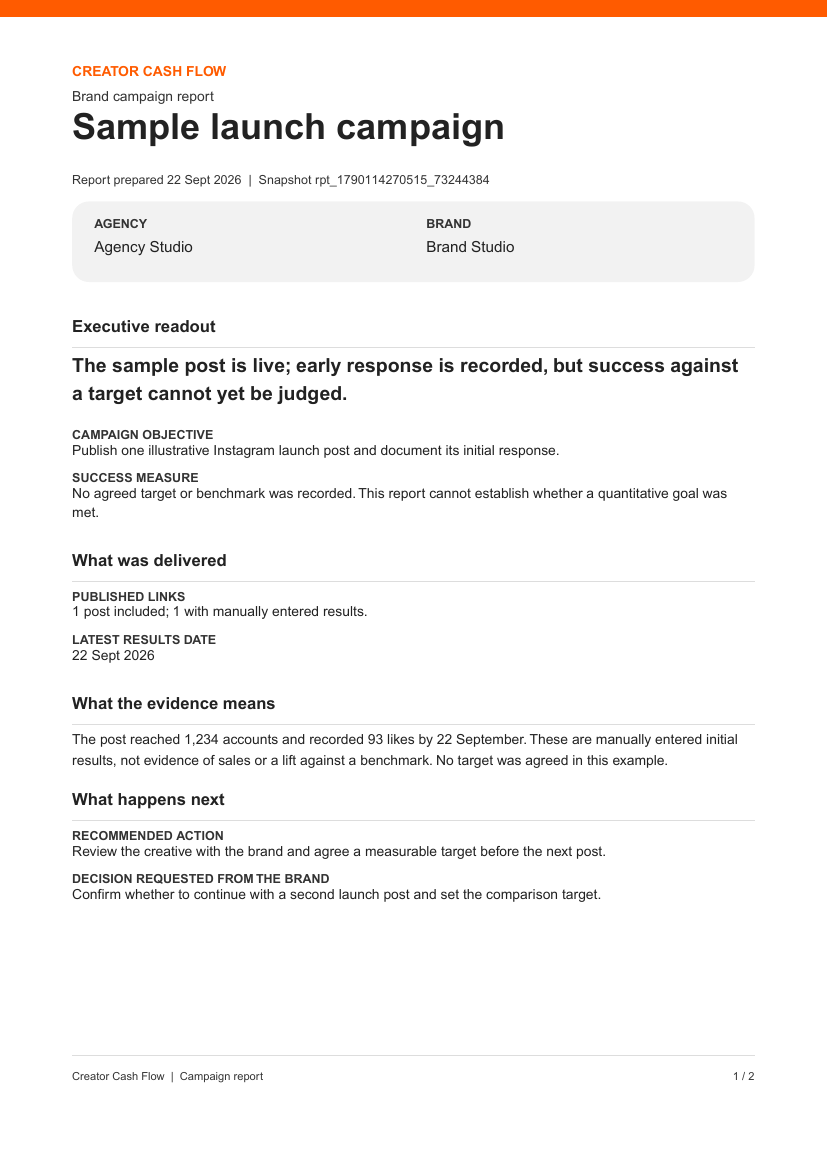 CREATOR CASH FLOW
Brand campaign report
Sample launch campaign
Report prepared 22 Sept 2026 | Snapshot rpt_1790114270515_73244384
AGENCY
Agency Studio
BRAND
Brand Studio
Executive readout
The sample post is live; early response is recorded, but success against
a target cannot yet be judged.
CAMPAIGN OBJECTIVE
Publish one illustrative Instagram launch post and document its initial response.
SUCCESS MEASURE
No agreed target or benchmark was recorded. This report cannot establish whether a quantitative goal was
met.
What was delivered
PUBLISHED LINKS
1 post included; 1 with manually entered results.
LATEST RESULTS DATE
22 Sept 2026
What the evidence means
The post reached 1,234 accounts and recorded 93 likes by 22 September. These are manually entered initial
results, not evidence of sales or a lift against a benchmark. No target was agreed in this example.
What happens next
RECOMMENDED ACTION
Review the creative with the brand and agree a measurable target before the next post.
DECISION REQUESTED FROM THE BRAND
Confirm whether to continue with a second launch post and set the comparison target.
Creator Cash Flow | Campaign report
1 / 2